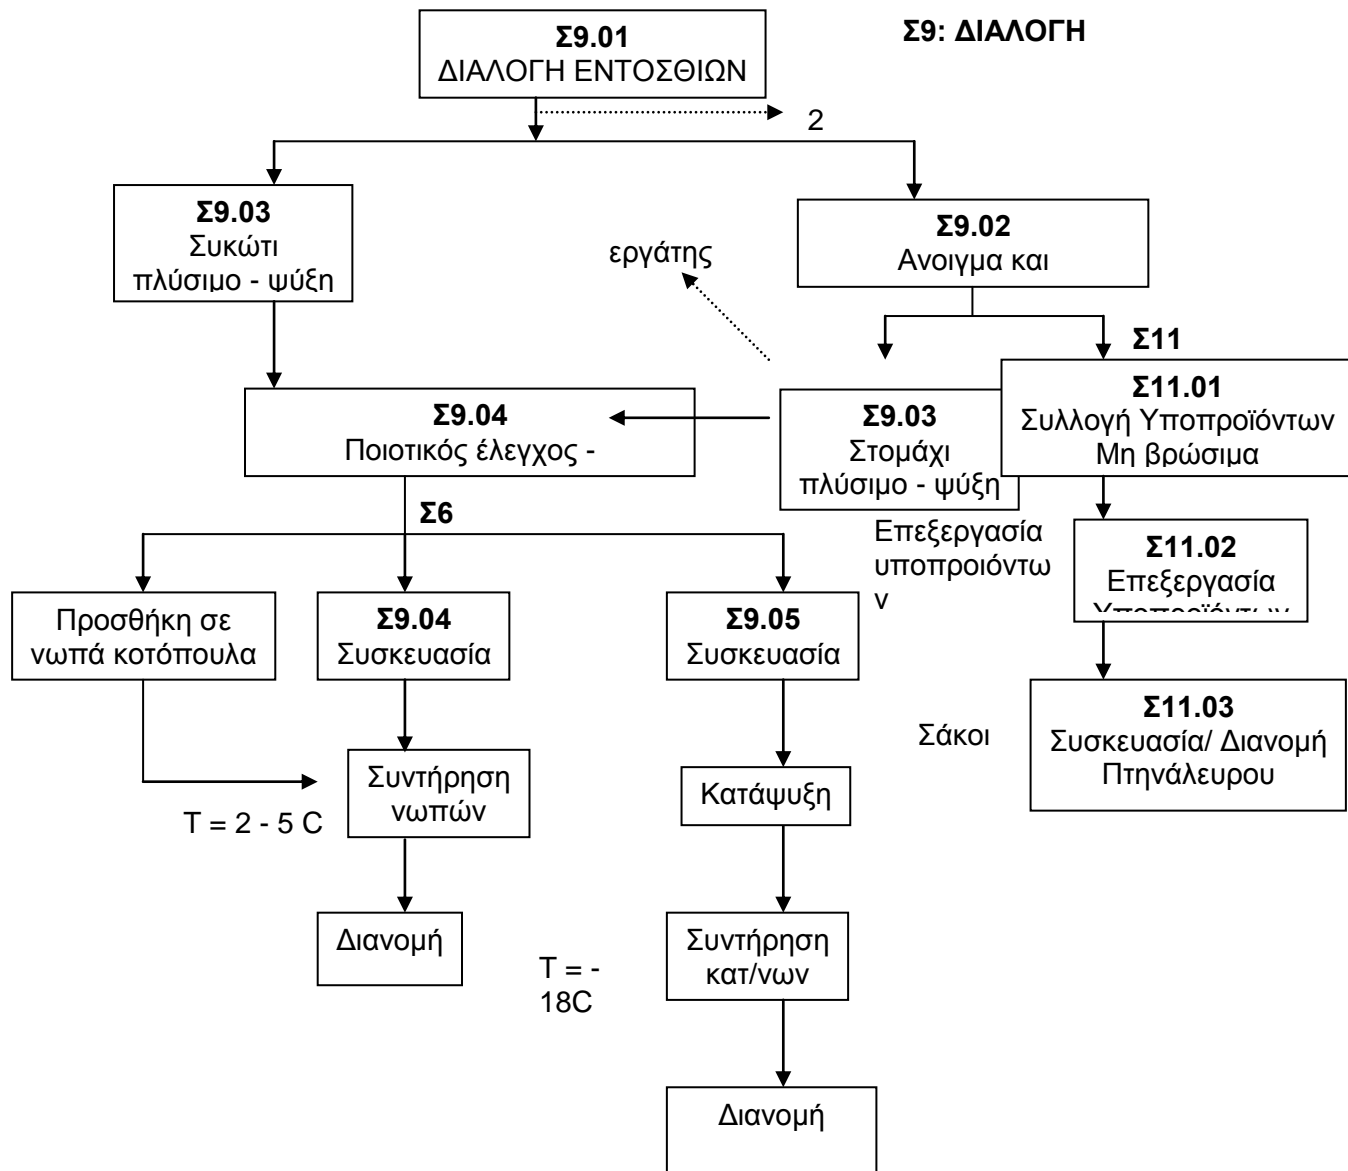 Σ9: ΔΙΑΛΟΓΗ
Σ9.01
ΔΙΑΛΟΓΗ ΕΝΤΟΣΘΙΩΝ
2
Σ9.03
Συκώτι
πλύσιμο - ψύξη
εργάτης
Σ9.02
Ανοιγμα και
Σ11
Σ9.04
Ποιοτικός έλεγχος -
Σ9.03
Στομάχι
πλύσιμο - ψύξη
Σ11.01
Συλλογή Υποπροϊόντων
Μη βρώσιμα
Σ6
Επεξεργασία
υποπροιόντω
ν
Σ11.02
Επεξεργασία
Υποπροϊόντων
Προσθήκη σε
νωπά κοτόπουλα
Σ9.04
Συσκευασία
Σ9.05
Συσκευασία
Σάκοι
Σ11.03
Συσκευασία/ Διανομή
Πτηνάλευρου
T = 2 - 5 C
Συντήρηση
νωπών
Κατάψυξη
Διανομή
T = -
18C
Συντήρηση
κατ/νων
Διανομή